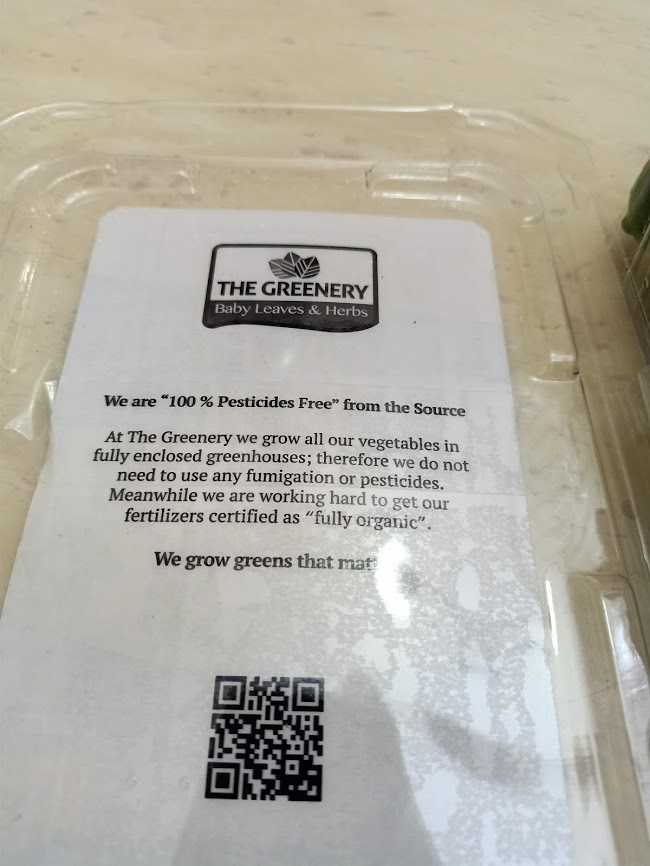 THE GREENERY
Baby Leaves & Herbs
We are “100 % Pesticides Free” from the Source
At The Greenery we grow all our vegetables in
fully enclosed greenhouses; therefore we do not
need to use any fumigation or pesticides.
Meanwhile we are working hard to get our
fertilizers certified as “fully organic”.
We grow greens that